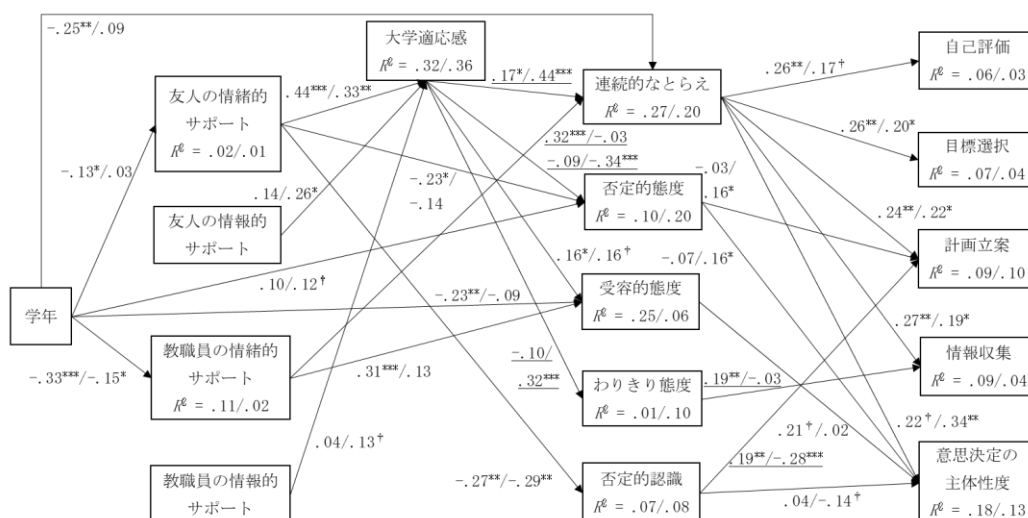 -.25**/.09
大学適応感
R² = .32/.36
自己評価
R² = .06/.03
.17*/.44***
連続的なとらえ
R² = .27/.20
.26**/.17†
友人の情緒的
サポート
R² = .02/.01
.44***/.33**
.26**/.20*
目標選択
R² = .07/.04
.32***/-.03
-.09/-.34***
-.13*/.03
.14/.26*
-.23*/
-.14
否定的態度
R² = .10/.20
-.03/
.16*
友人の情報的
サポート
.24**/.22*
計画立案
R² = .09/.10
.10/.12†
.16*/.16†
-.07/.16*
学年
-.23**/-.09
受容的態度
R² = .25/.06
教職員の情緒的
サポート
R² = .11/.02
-.33***/-.15*
.31***/.13
-.10/
.32***
わりきり態度
R² = .01/.10
.19**/-.03
.27**/.19*
情報収集
R² = .09/.04
.04/.13†
.21†/.02
.22†/.34**
.19**/-.28***
意思決定の
主体性度
R² = .18/.13
教職員の情報的
サポート
-.27**/-.29**
否定的認識
R² = .07/.08
.04/-.14†